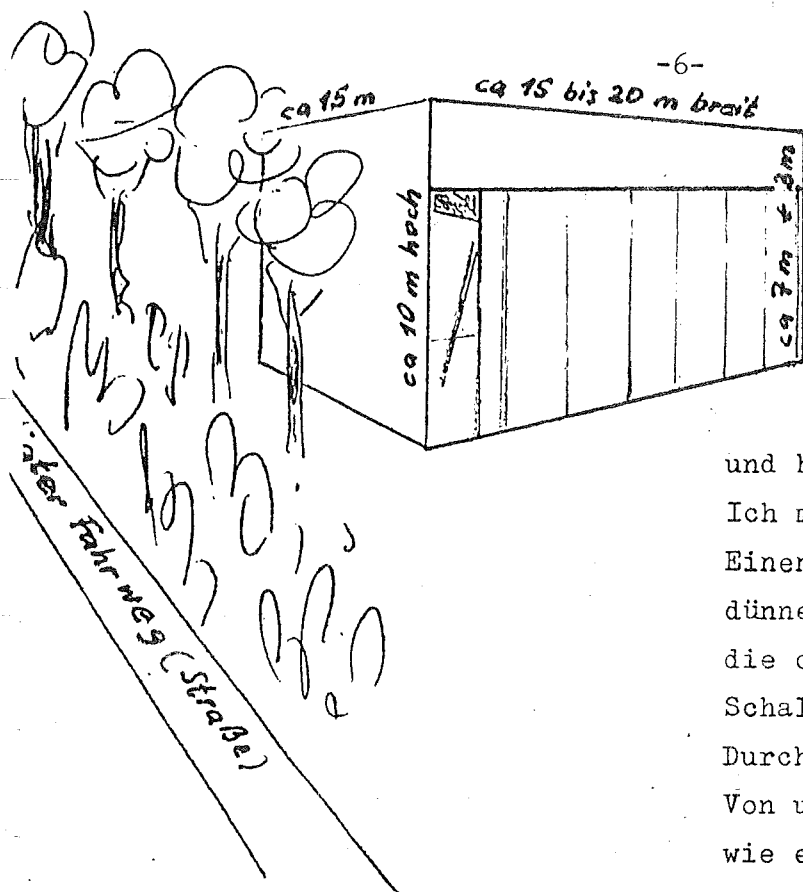 -6-
ca 15 bis 20 m breit
ca 15 m
ca 10 m hoch
ca 7 m + 3 m
Fahrweg (Straße)
und
Ich
Einer
dünne
die
Schal
Durch
Von u
wie e